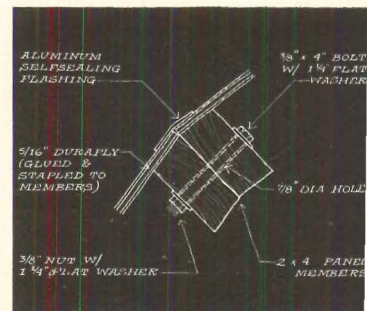 ALUMINUM
SELFSEALING
FLASHING
3/8" x 4" BOLT
W/ 1 1/4" FLAT
WASHER
5/16" DURAPLY
(GLUED &
STAPLED TO
MEMBERS)
7/8" DIA HOLE
3/8" NUT W/
1 1/4" FLAT WASHER
2 x 4 PANEL
MEMBERS